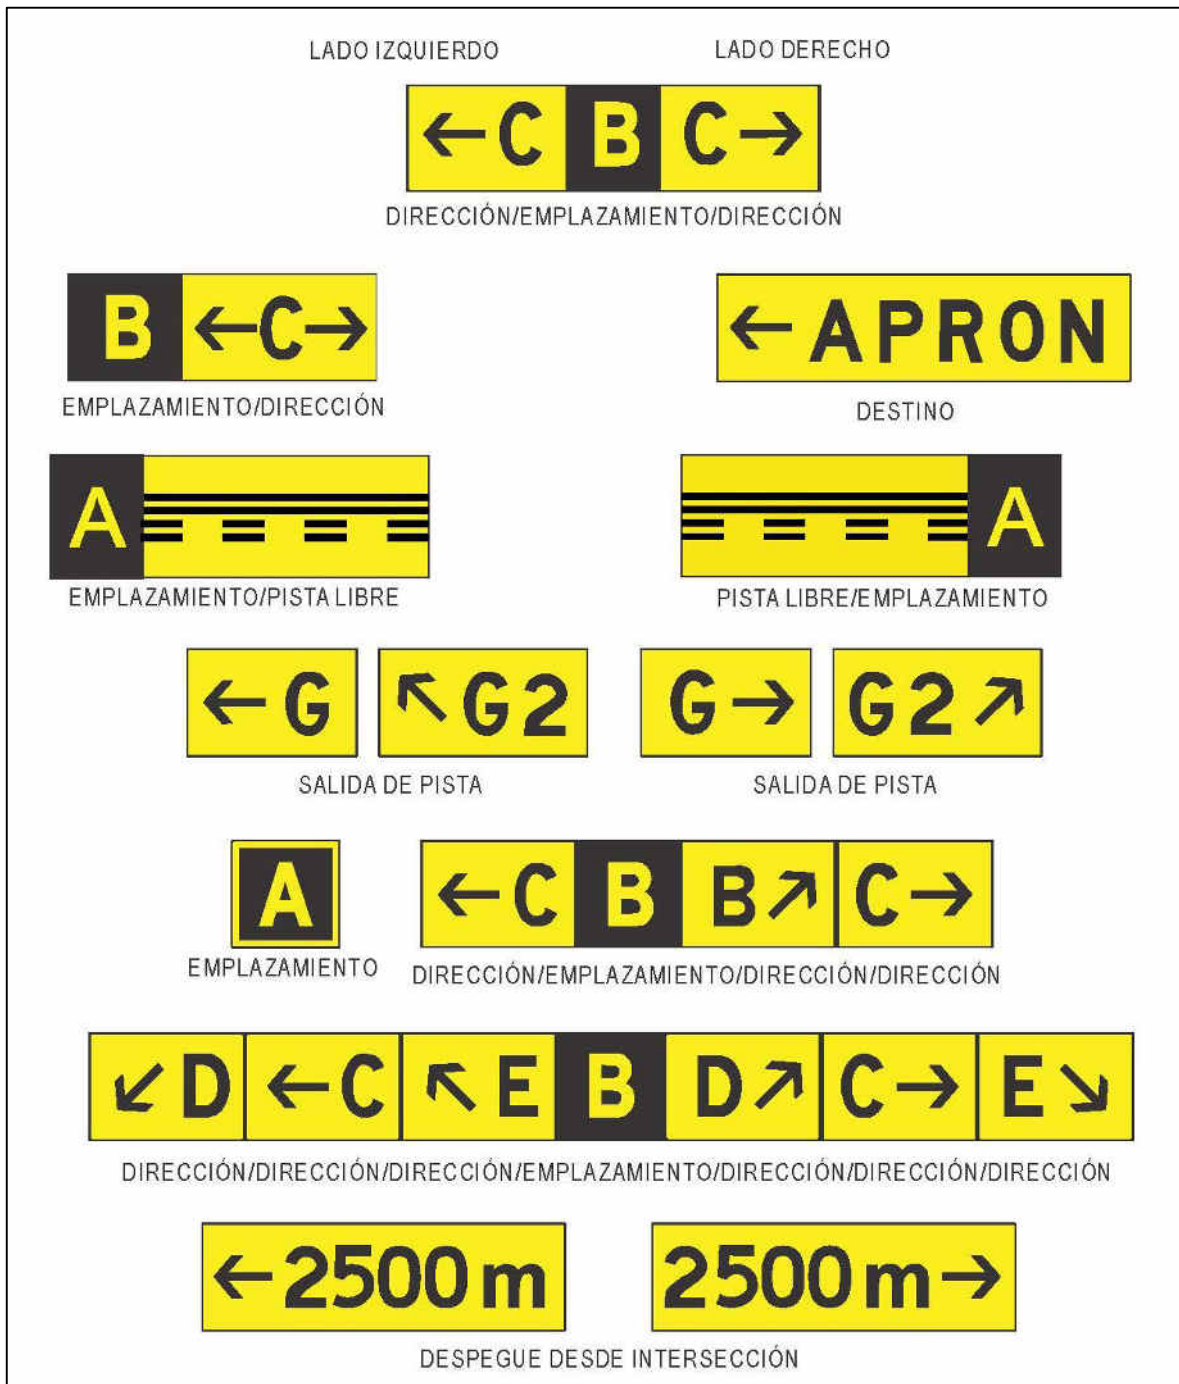 LADO IZQUIERDO LADO DERECHO
←C B C→
DIRECCIÓN/EMPLAZAMIENTO/DIRECCIÓN
B ←C→ ←APRON
EMPLAZAMIENTO/DIRECCIÓN DESTINO
A A
EMPLAZAMIENTO/PISTA LIBRE PISTA LIBRE/EMPLAZAMIENTO
←G ↖G2 G→ G2↗
SALIDA DE PISTA SALIDA DE PISTA
A ←C B B↗ C→
EMPLAZAMIENTO DIRECCIÓN/EMPLAZAMIENTO/DIRECCIÓN/DIRECCIÓN
↙D ←C ↖E B D↗ C→ E↘
DIRECCIÓN/DIRECCIÓN/DIRECCIÓN/EMPLAZAMIENTO/DIRECCIÓN/DIRECCIÓN/DIRECCIÓN
←2500m 2500m→
DESPEGUE DESDE INTERSECCIÓN